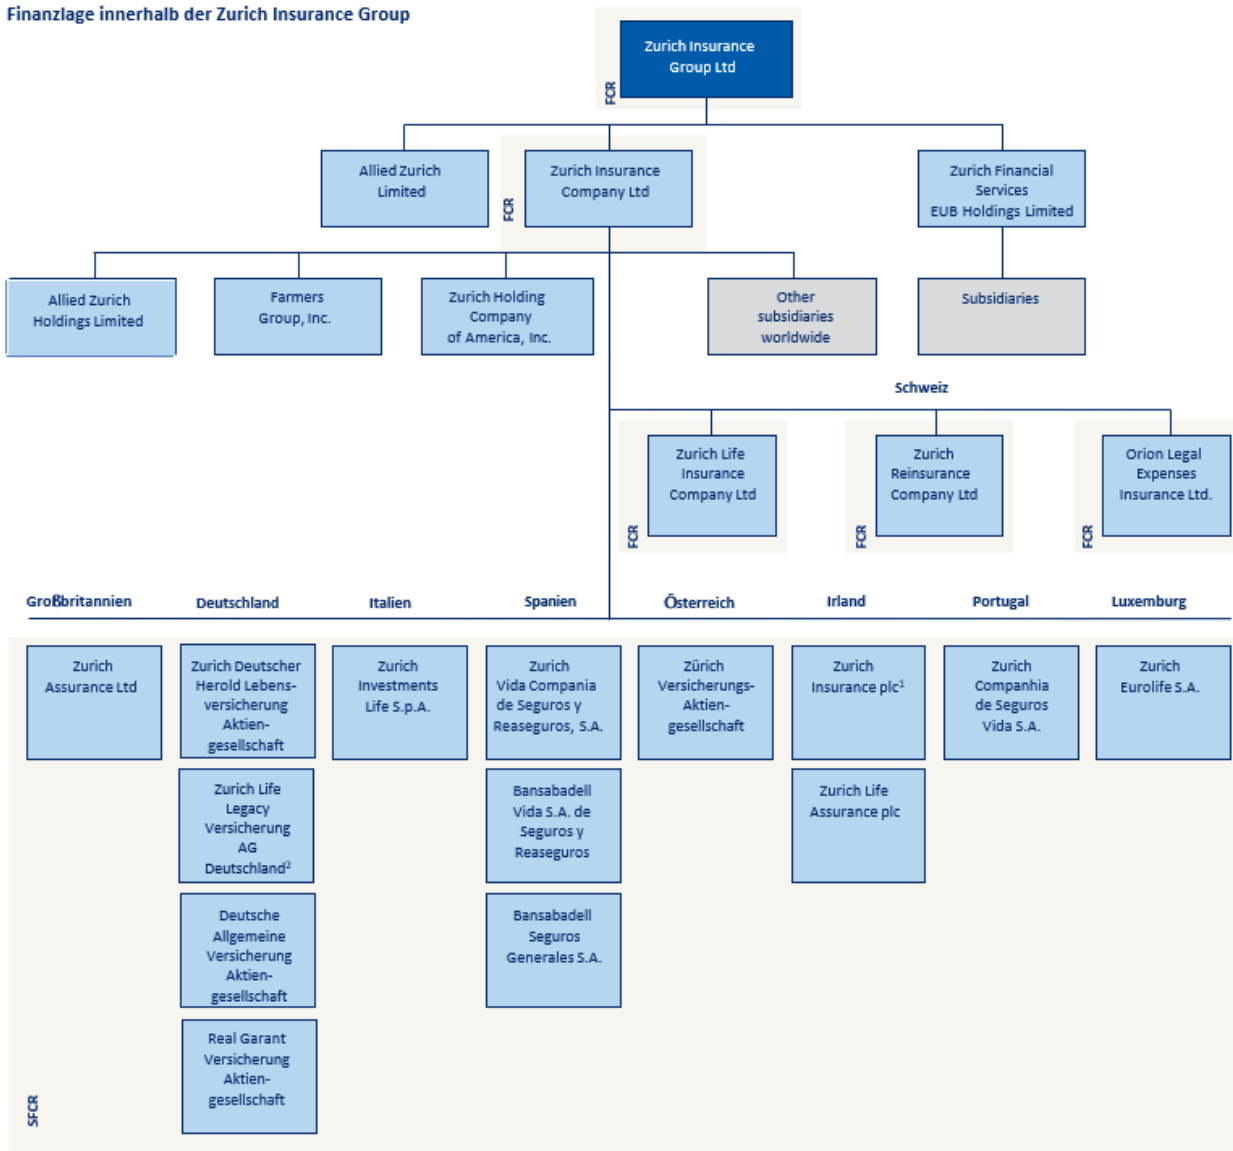 Finanzlage innerhalb der Zurich Insurance Group
Zurich Insurance
Group Ltd
FCR
Allied Zurich
Limited
Zurich Insurance
Company Ltd
FCR
Zurich Financial
Services
EUB Holdings Limited
Allied Zurich
Holdings Limited
Farmers
Group, Inc.
Zurich Holding
Company
of America, Inc.
Other
subsidiaries
worldwide
Subsidiaries
Schweiz
Zurich Life
Insurance
Company Ltd
FCR
Zurich
Reinsurance
Company Ltd
FCR
Orion Legal
Expenses
Insurance Ltd.
FCR
Großbritannien
Deutschland
Italien
Spanien
Österreich
Irland
Portugal
Luxemburg
Zurich
Assurance Ltd
Zurich Deutscher
Herold Lebens-
versicherung
Aktien-
gesellschaft
Zurich
Investments
Life S.p.A.
Zurich
Vida Compania
de Seguros y
Reaseguros, S.A.
Zürich
Versicherungs-
Aktien-
gesellschaft
Zurich
Insurance plc¹
Zurich
Companhia
de Seguros
Vida S.A.
Zurich
Eurolife S.A.
Zurich Life
Legacy
Versicherung
AG
Deutschland²
Bansabadell
Vida S.A. de
Seguros y
Reaseguros
Zurich Life
Assurance plc
Deutsche
Allgemeine
Versicherung
Aktien-
gesellschaft
Bansabadell
Seguros
Generales S.A.
Real Garant
Versicherung
Aktien-
gesellschaft
SFCR